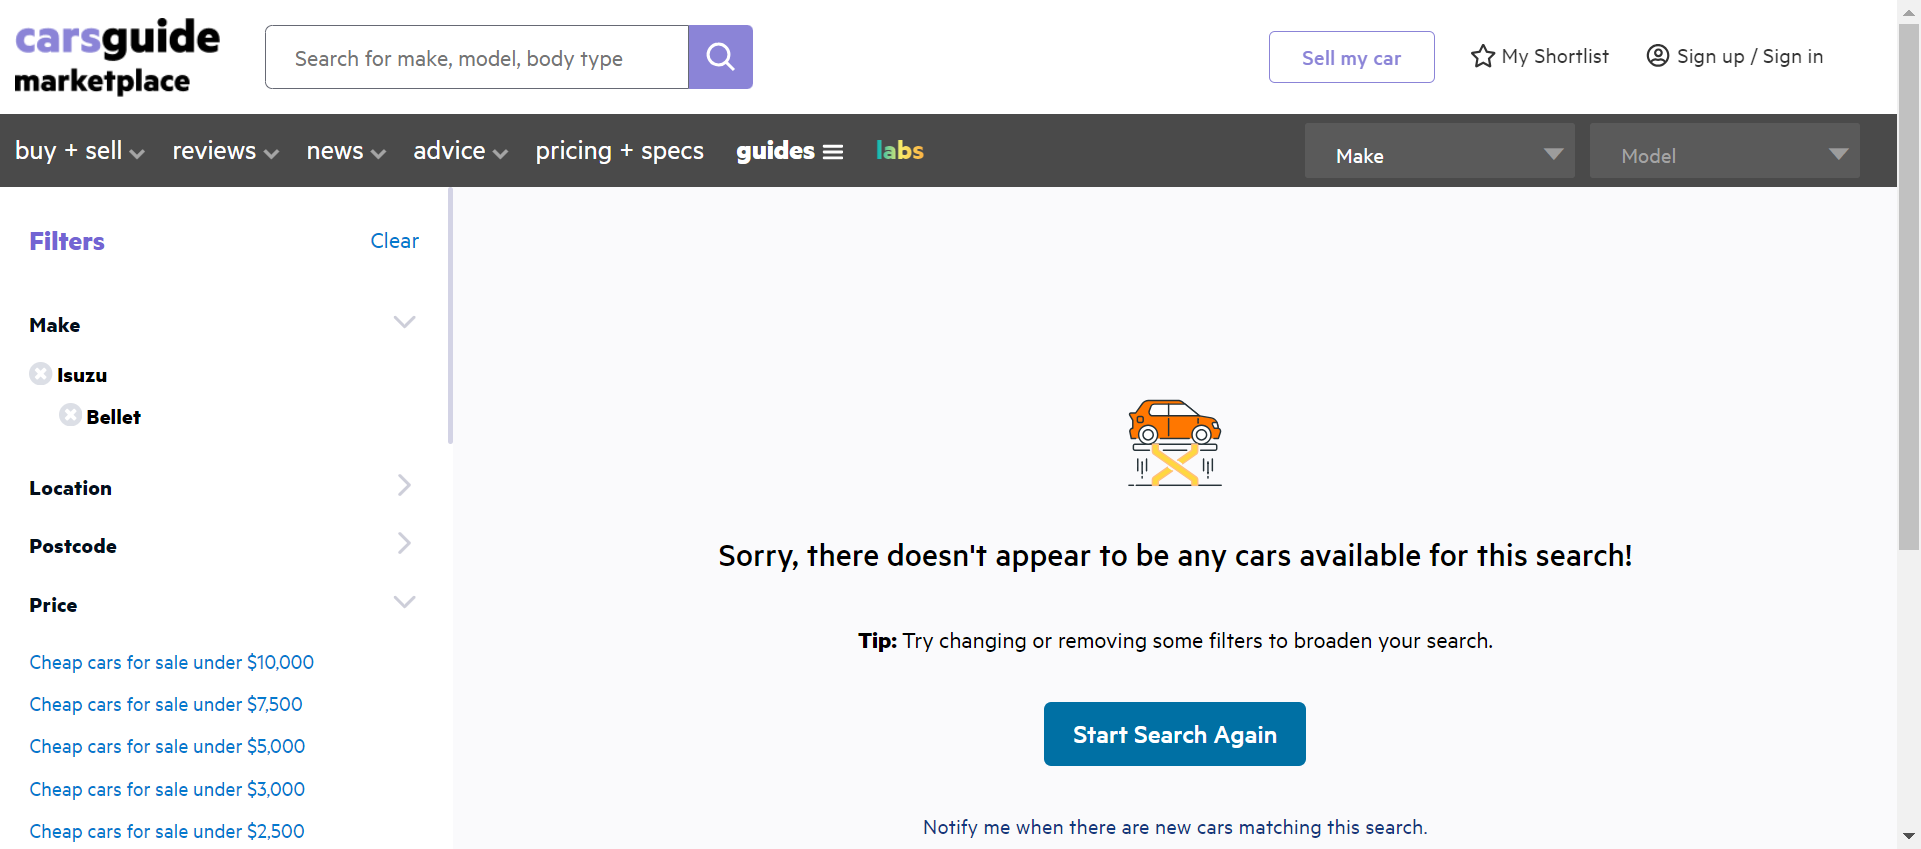 carsguide
marketplace
Search for make, model, body type
Sell my car
My Shortlist
Sign up / Sign in
buy + sell
reviews
news
advice
pricing + specs
guides
labs
Make
Model
Filters
Clear
Make
Isuzu
Bellet
Location
Postcode
Price
Cheap cars for sale under $10,000
Cheap cars for sale under $7,500
Cheap cars for sale under $5,000
Cheap cars for sale under $3,000
Cheap cars for sale under $2,500
Sorry, there doesn't appear to be any cars available for this search!
Tip: Try changing or removing some filters to broaden your search.
Start Search Again
Notify me when there are new cars matching this search.